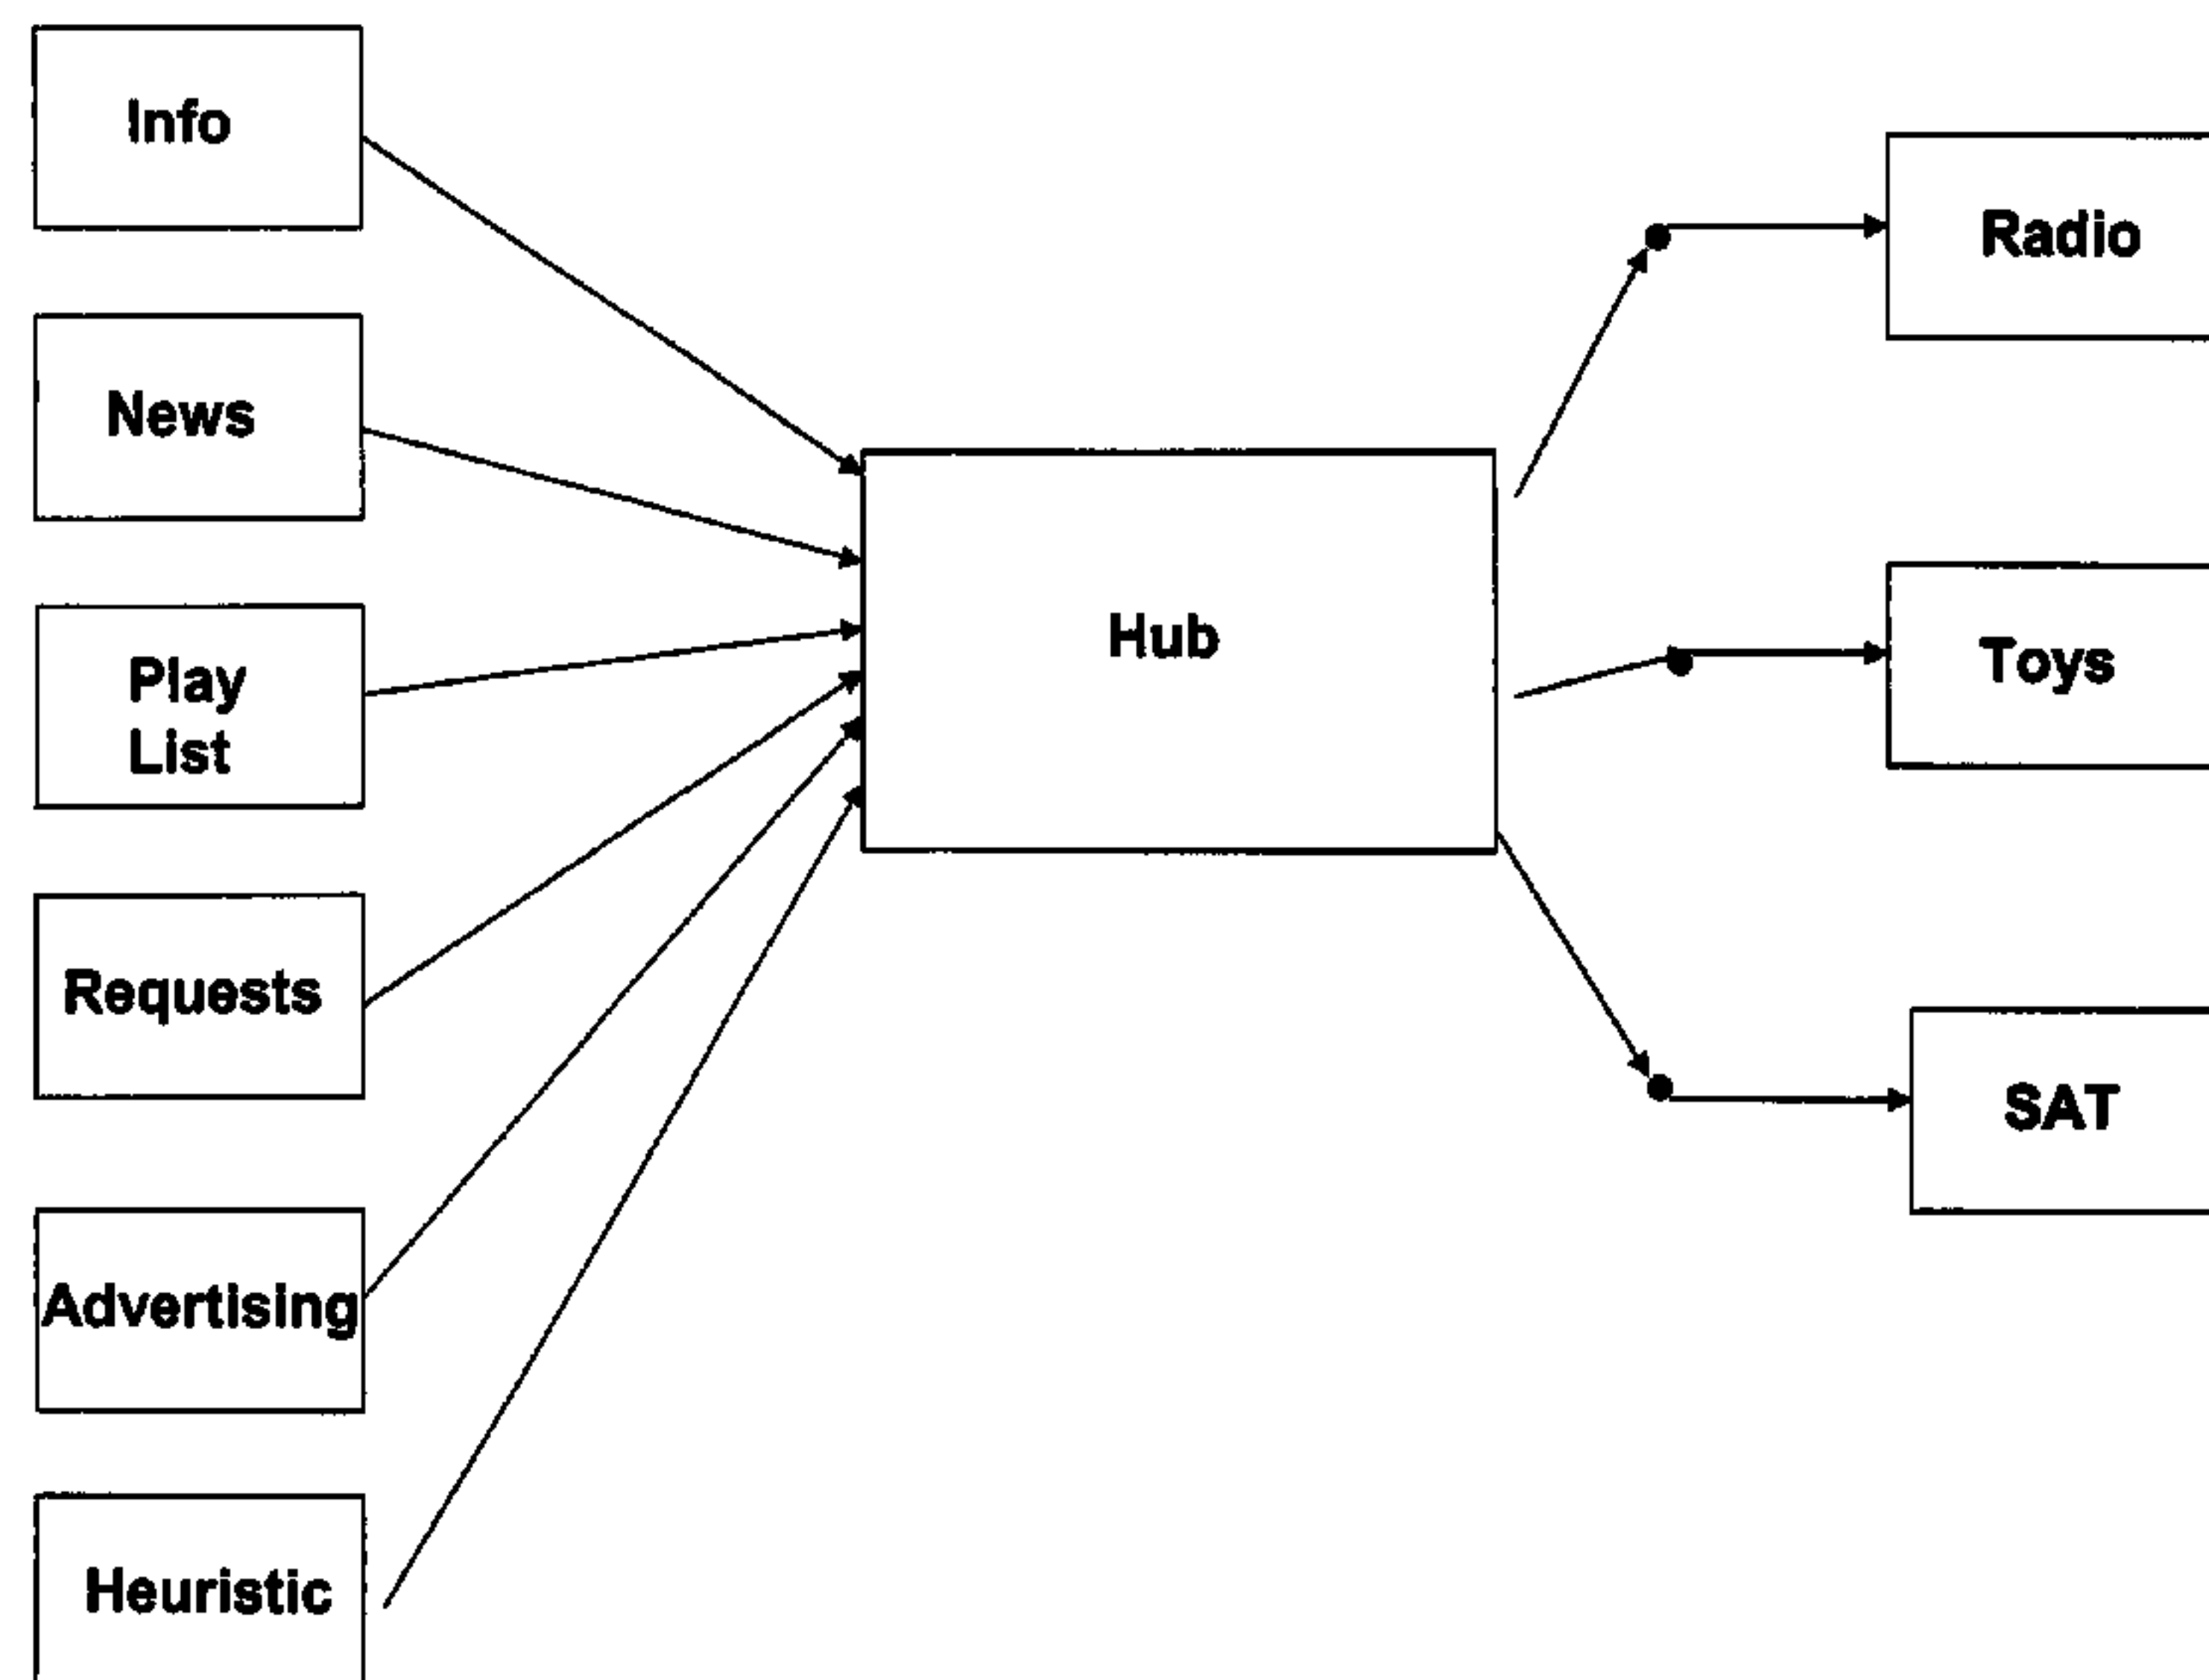 Info
News
Play
List
Requests
Advertising
Heuristic
Hub
Radio
Toys
SAT